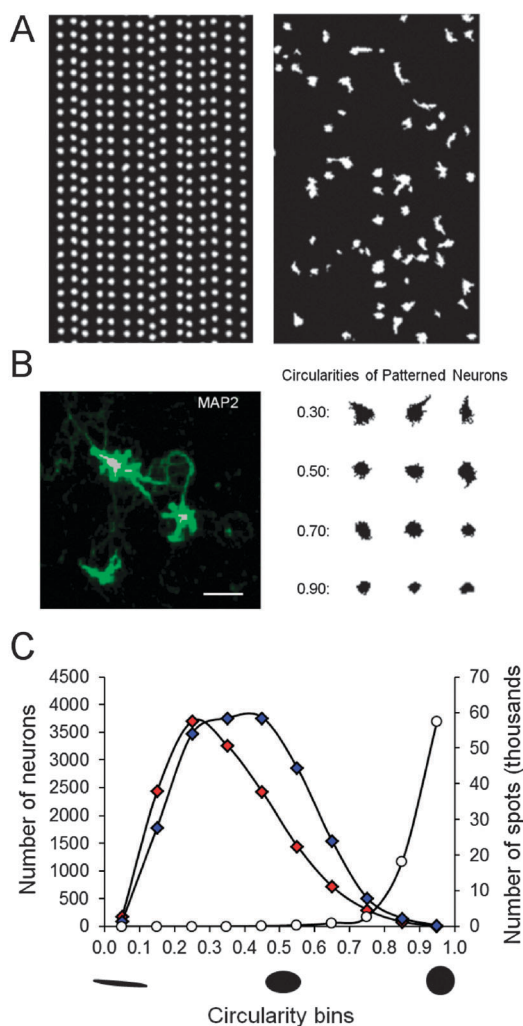 A
B
MAP2
Circularities of Patterned Neurons
0.30:
0.50:
0.70:
0.90:
C
Number of neurons
4500
4000
3500
3000
2500
2000
1500
1000
500
0
0.0 0.1 0.2 0.3 0.4 0.5 0.6 0.7 0.8 0.9 1.0
70
60
50
40
30
20
10
0
Number of spots (thousands
Circularity bins